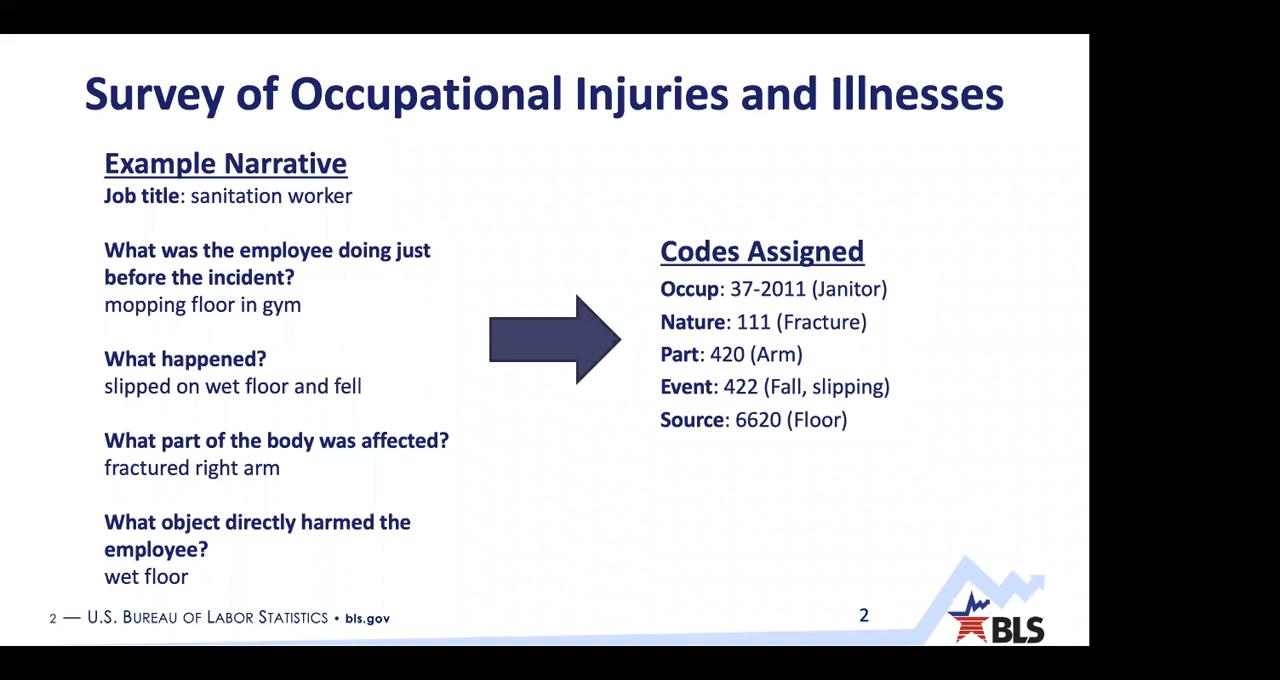 Survey of Occupational Injuries and Illnesses
Example Narrative
Job title: sanitation worker
What was the employee doing just
before the incident?
mopping floor in gym
What happened?
slipped on wet floor and fell
What part of the body was affected?
fractured right arm
What object directly harmed the
employee?
wet floor
Codes Assigned
Occup: 37-2011 (Janitor)
Nature: 111 (Fracture)
Part: 420 (Arm)
Event: 422 (Fall, slipping)
Source: 6620 (Floor)
2 — U.S. BUREAU OF LABOR STATISTICS • bls.gov
2
BLS